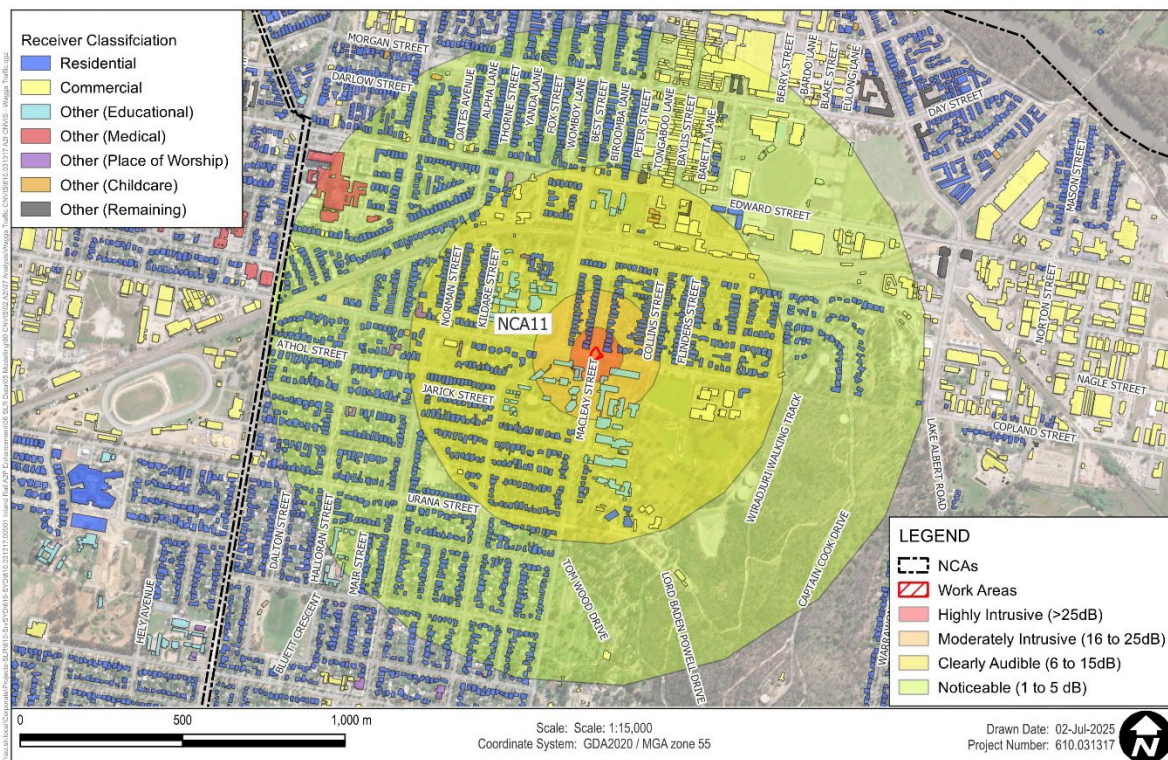 Receiver Classifciation
Residential
Commercial
Other (Educational)
Other (Medical)
Other (Place of Worship)
Other (Childcare)
Other (Remaining)
MORGAN STREET
DARLOW STREET
COATES AVENUE
ALPHA LANE
THORNE STREET
YANDA LANE
FOX STREET
WOMBOY LANE
BEST STREET
BIROOMBA LANE
PETER STREET
TONGABOO LANE
BAYLIS STREET
BARETTA LANE
BERRY STREET
BARDO LANE
BLAKE STREET
EULONG LANE
DAY STREET
MASON STREET
EDWARD STREET
NORMAN STREET
KILDARE STREET
NCA11
COLLINS STREET
FLINDERS STREET
NORTON STREET
ATHOL STREET
JARICK STREET
MACLEAY STREET
NAGLE STREET
COPLAND STREET
LAKE ALBERT ROAD
WIRADJURI WALKING TRACK
URANA STREET
DALTON STREET
HALLORAN STREET
MAIR STREET
TOM WOOD DRIVE
LORD BADEN POWELL DRIVE
CAPTAIN COOK DRIVE
HELY AVENUE
BLUETT CRESCENT
LEGEND
NCAs
Work Areas
Highly Intrusive (>25dB)
Moderately Intrusive (16 to 25dB)
Clearly Audible (6 to 15dB)
Noticeable (1 to 5 dB)
0 500 1,000 m
Scale: Scale: 1:15,000
Coordinate System: GDA2020 / MGA zone 55
Drawn Date: 02-Jul-2025
Project Number: 610.031317
N